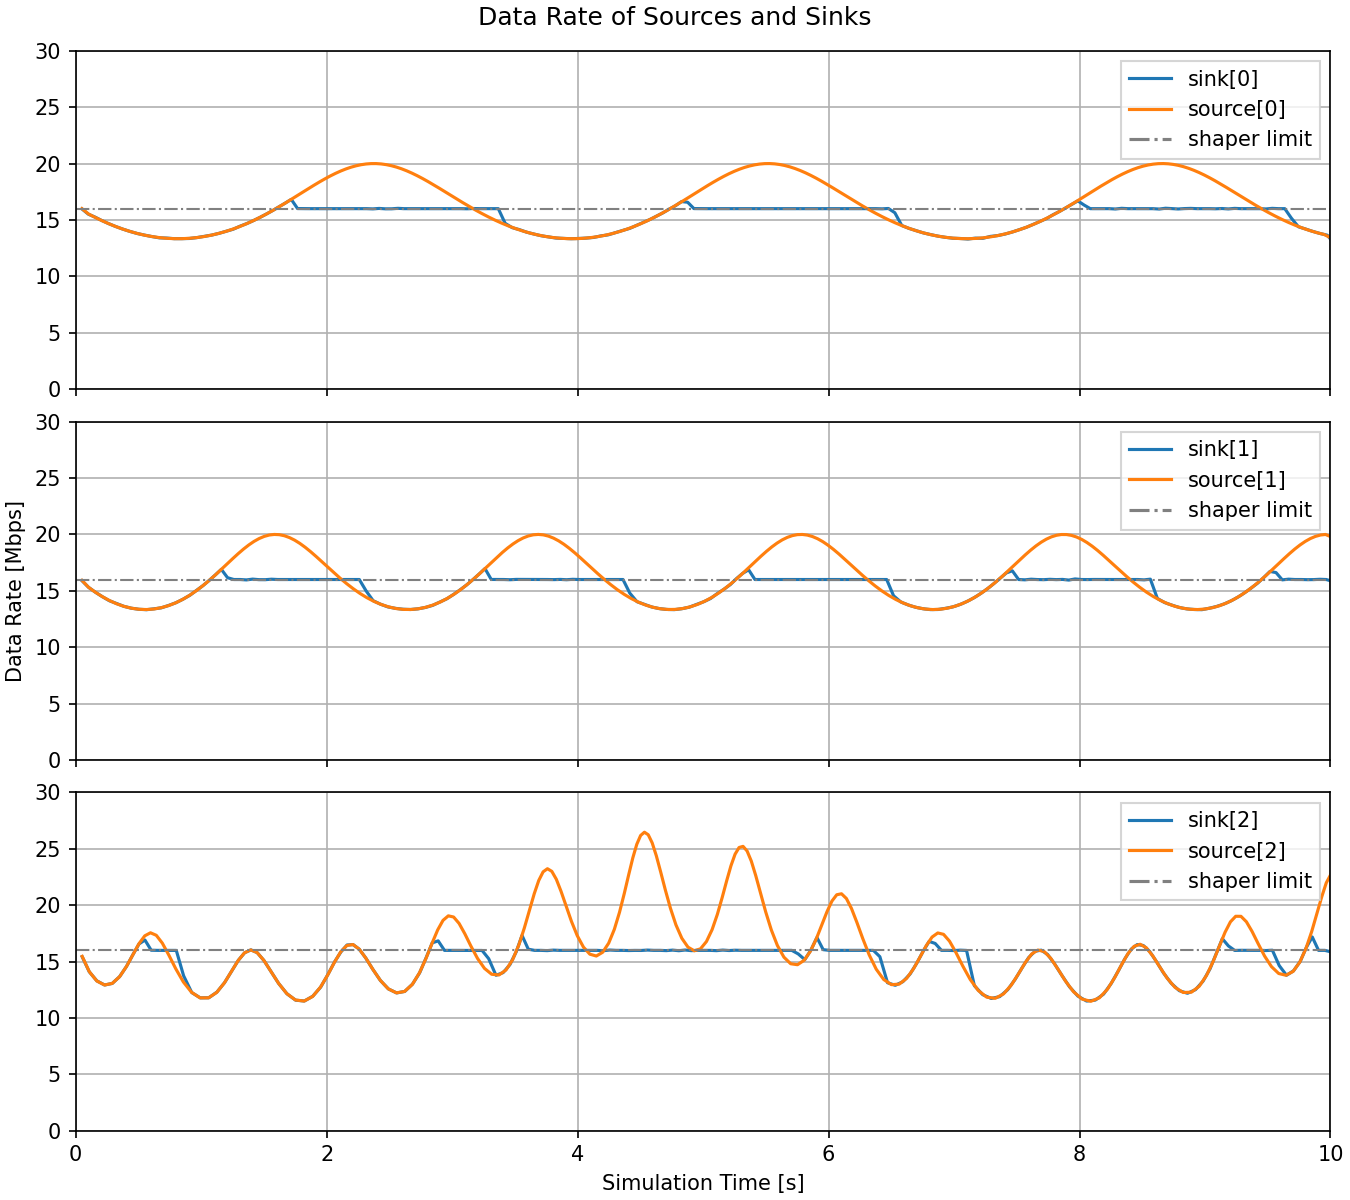 Data Rate of Sources and Sinks
30
25
20
15
10
5
0
sink[0]
source[0]
shaper limit
Data Rate [Mbps]
30
25
20
15
10
5
0
sink[1]
source[1]
shaper limit
30
25
20
15
10
5
0
sink[2]
source[2]
shaper limit
0 2 4 6 8 10
Simulation Time [s]